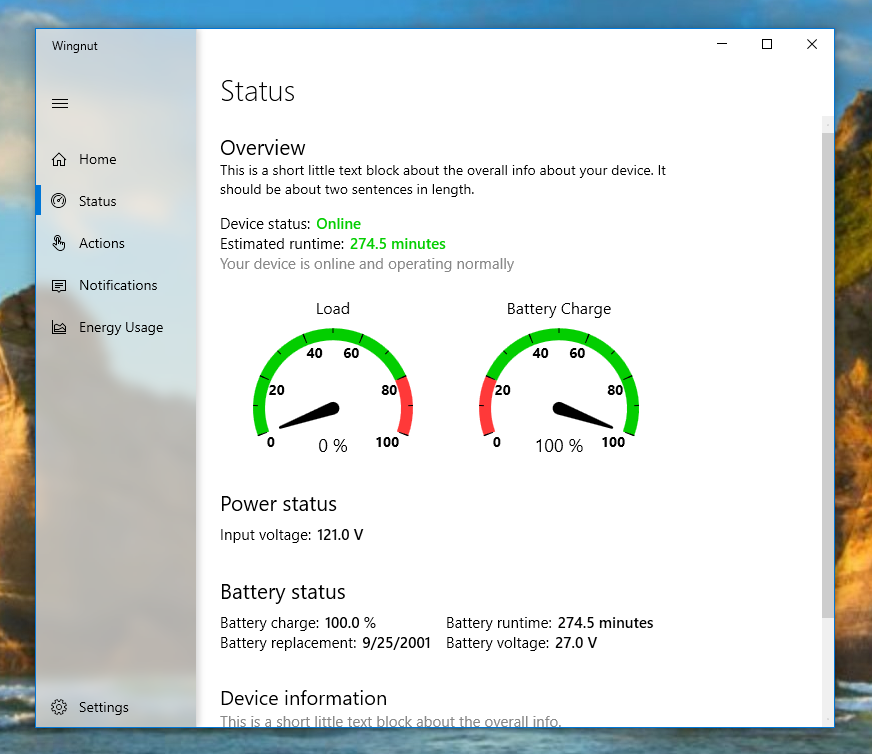 Wingnut
Home
Status
Actions
Notifications
Energy Usage
Settings
Status
Overview
This is a short little text block about the overall info about your device. It
should be about two sentences in length.
Device status: Online
Estimated runtime: 274.5 minutes
Your device is online and operating normally
Load
0 20 40 60 80 100
0 %
Battery Charge
0 20 40 60 80 100
100 %
Power status
Input voltage: 121.0 V
Battery status
Battery charge: 100.0 % Battery runtime: 274.5 minutes
Battery replacement: 9/25/2001 Battery voltage: 27.0 V
Device information
This is a short little text block about the overall info.